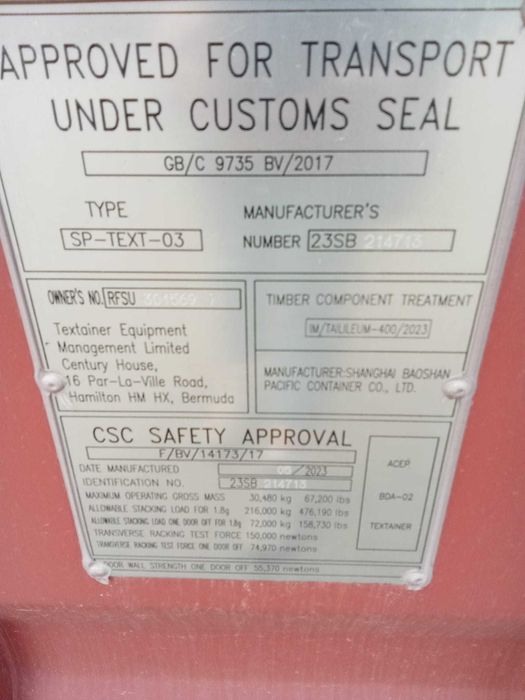 APPROVED FOR TRANSPORT
UNDER CUSTOMS SEAL
GB/C 9735 BV/2017
TYPE
SP-TEXT-03
MANUFACTURER'S
NUMBER 23SB 214713
OWNER'S NO. RFSU
Textainer Equipment
Management Limited
Century House,
16 Par-La-Ville Road,
Hamilton HM HX, Bermuda
TIMBER COMPONENT TREATMENT
IM/TAILILEUM-400/2023
MANUFACTURER:SHANGHAI BAOSHAN
PACIFIC CONTAINER CO., LTD.
CSC SAFETY APPROVAL
F/BV/14173/17
DATE MANUFACTURED /2023
IDENTIFICATION NO. 23SB 214713
MAXIMUM OPERATING GROSS MASS 30,480 kg 67,200 lbs
ALLOWABLE STACKING LOAD FOR 1.8g 216,000 kg 476,190 lbs
ALLOWABLE STACKING LOAD ONE DOOR OFF FOR 1.8g 72,000 kg 158,730 lbs
TRANSVERSE RACKING TEST FORCE 150,000 newtons
TRANSVERSE RACKING TEST FORCE ONE DOOR OFF 74,970 newtons
DOOR WALL STRENGTH ONE DOOR OFF 55,370 newtons
ACEP
BDA-02
TEXTAINER